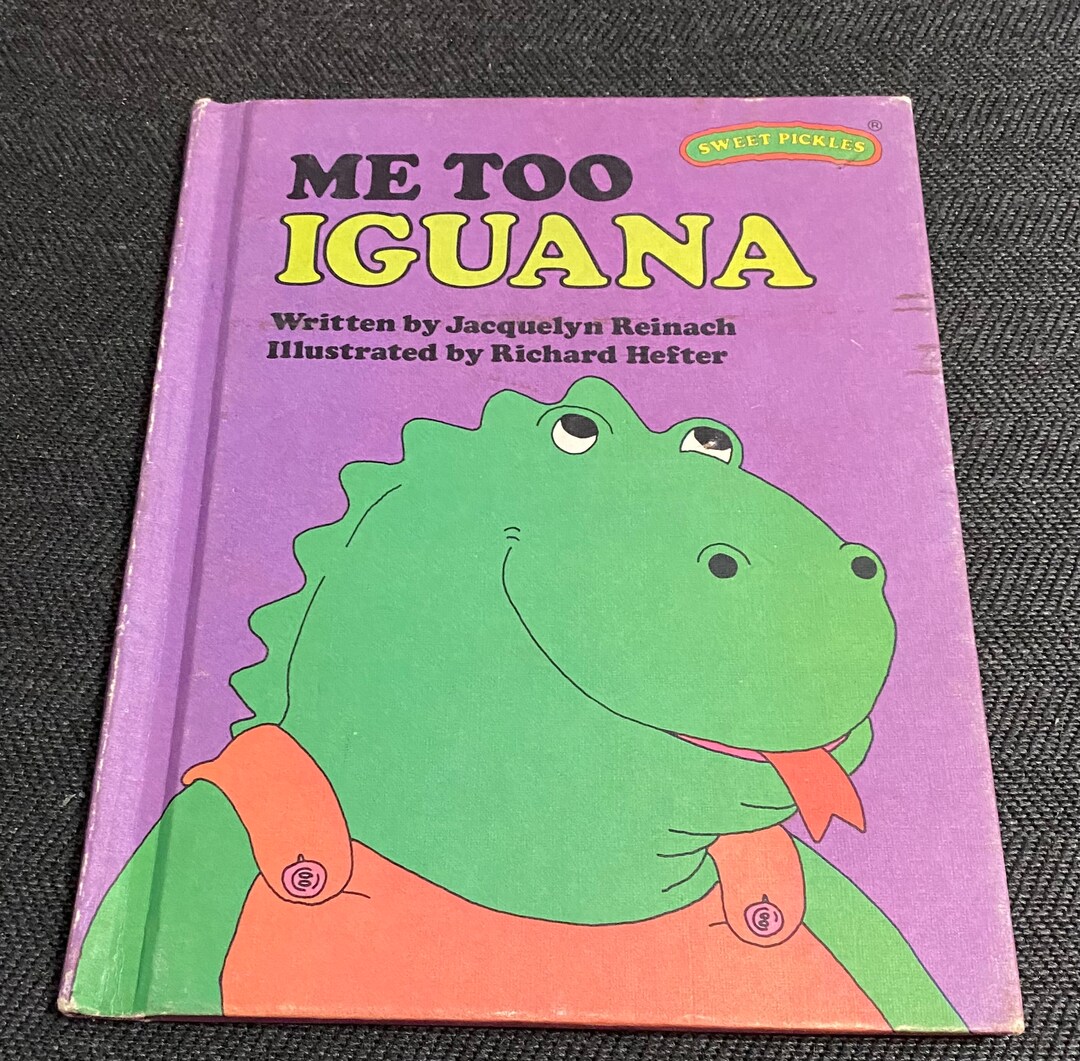 SWEET PICKLES ®
ME TOO
IGUANA
Written by Jacquelyn Reinach
Illustrated by Richard Hefter